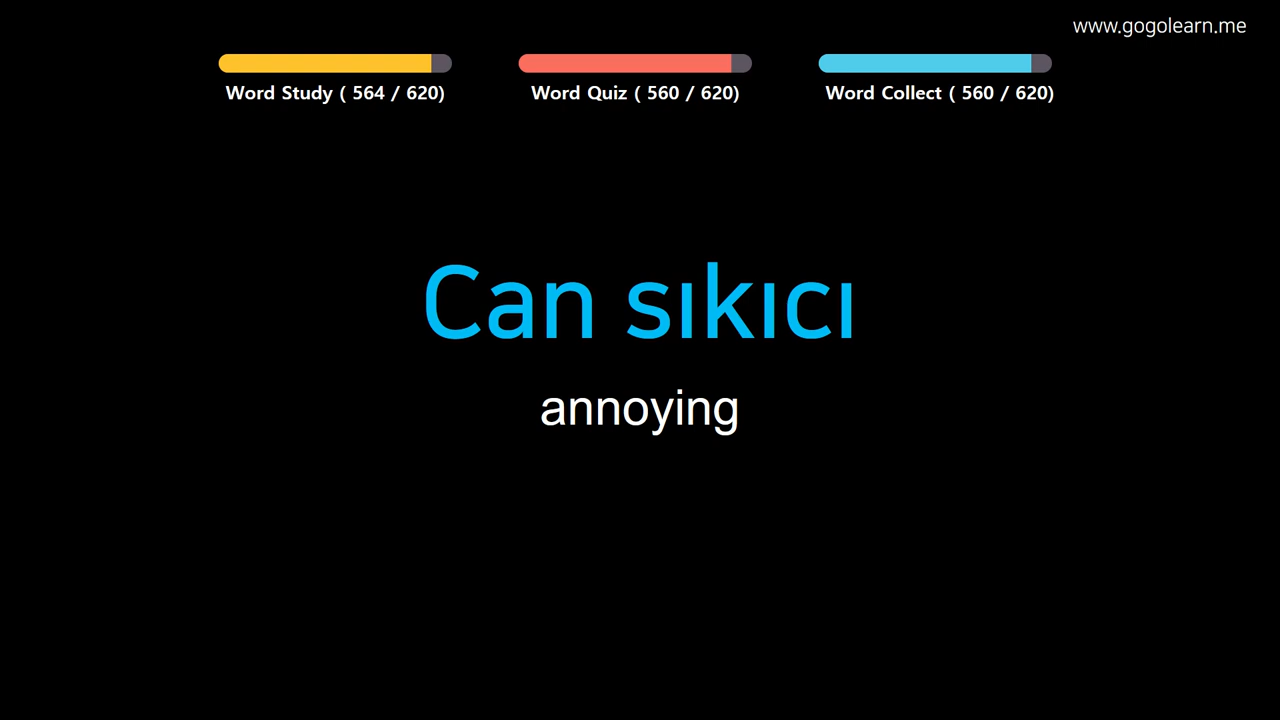 www.gogolearn.me
Word Study ( 564 / 620)
Word Quiz ( 560 / 620)
Word Collect ( 560 / 620)
Can sıkıcı
annoying